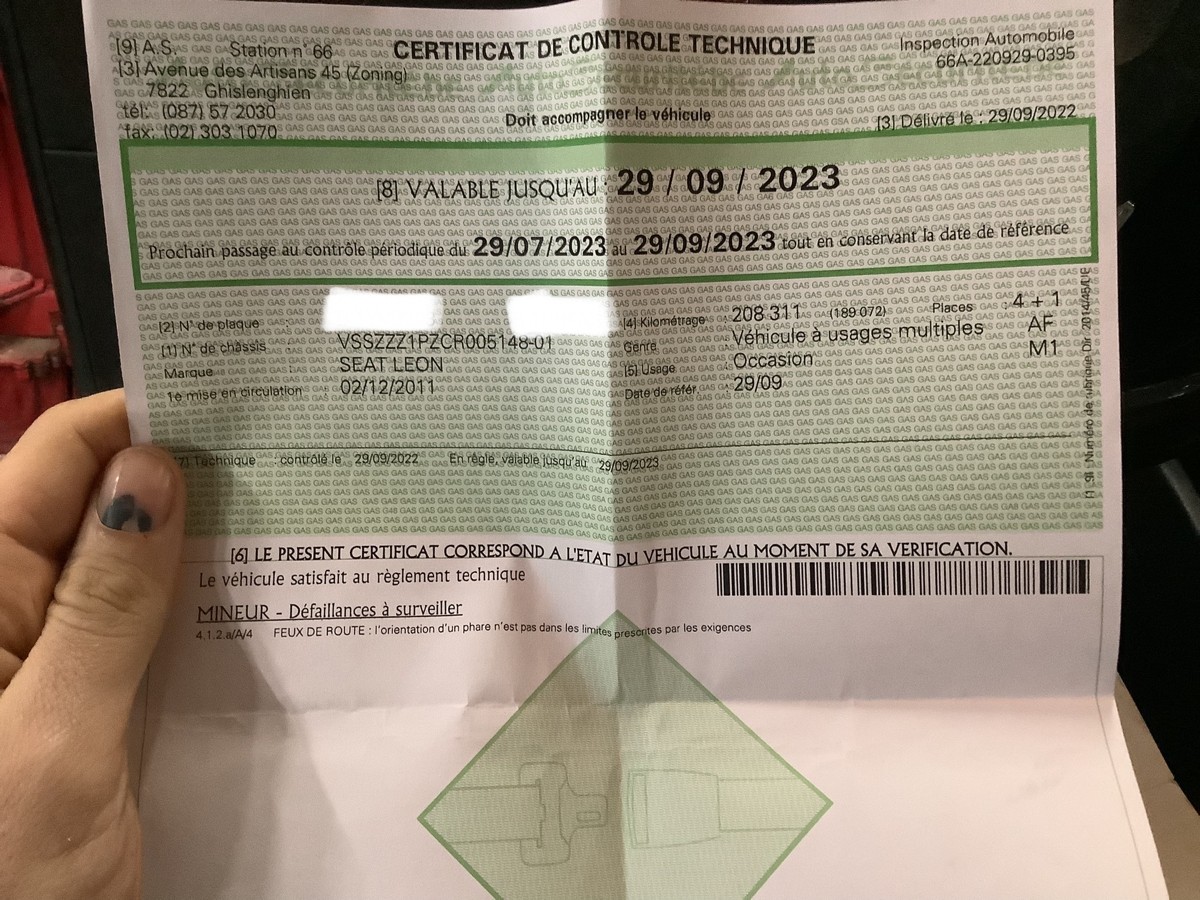 [9] A.S. Station n° 66
CERTIFICAT DE CONTROLE TECHNIQUE
Inspection Automobile
66A-220929-0395
[3] Avenue des Artisans 45 (Zoning)
7822 Ghislenghien
tél: (087) 57 2030
fax: (02) 303 1070
Doit accompagner le véhicule
[3] Délivré le : 29/09/2022
[8] VALABLE JUSQU'AU : 29 / 09 / 2023
Prochain passage au contrôle périodique du 29/07/2023 au 29/09/2023 tout en conservant la date de référence
[2] N° de plaque :
[1] N° de châssis : VSSZZZ1PZCR005148-01
Marque : SEAT LEON
1e mise en circulation 02/12/2011
[4] Kilométrage : 208 311 (189 072) Places : 4 + 1
Genre : Véhicule à usages multiples AF
[5] Usage : Occasion M1
Date de référ. : 29/09
[7] Technique : contrôlé le 29/09/2022 En règle, valable jusqu'au 29/09/2023
[6] LE PRESENT CERTIFICAT CORRESPOND A L'ETAT DU VEHICULE AU MOMENT DE SA VERIFICATION.
Le véhicule satisfait au règlement technique
MINEUR - Défaillances à surveiller
4.1.2.a/A/4 FEUX DE ROUTE : l'orientation d'un phare n'est pas dans les limites prescrites par les exigences